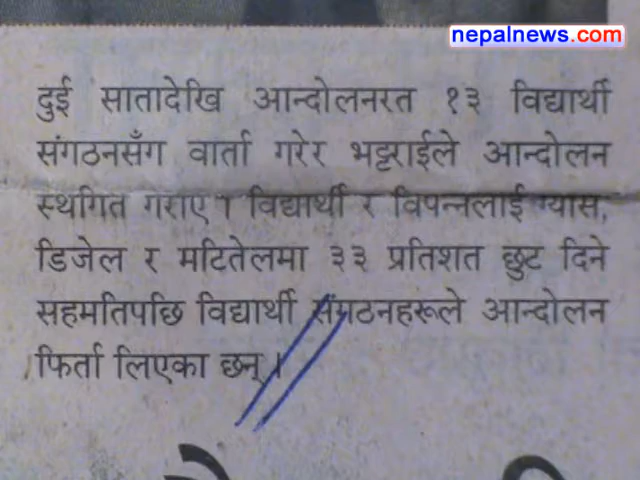 nepalnews.com
दुई सातादेखि आन्दोलनरत १३ विद्यार्थी
संगठनसँग वार्ता गरेर भट्टराईले आन्दोलन
स्थगित गराए । विद्यार्थी र विपन्नलाई ग्यास,
डिजेल र मटितेलमा ३३ प्रतिशत छुट दिने
सहमतिपछि विद्यार्थी संगठनहरूले आन्दोलन
फिर्ता लिएका छन् ।